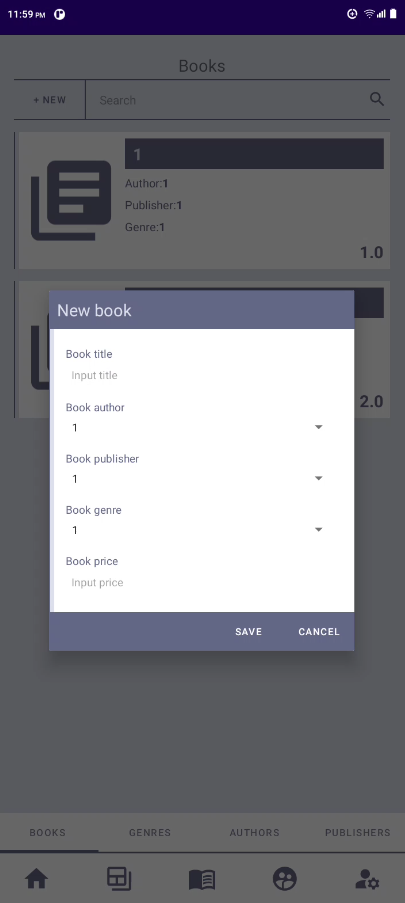 11:59 PM
Books
+ NEW
Search
1
Author:1
Publisher:1
Genre:1
1.0
2.0
New book
Book title
Input title
Book author
1
Book publisher
1
Book genre
1
Book price
Input price
SAVE CANCEL
BOOKS GENRES AUTHORS PUBLISHERS